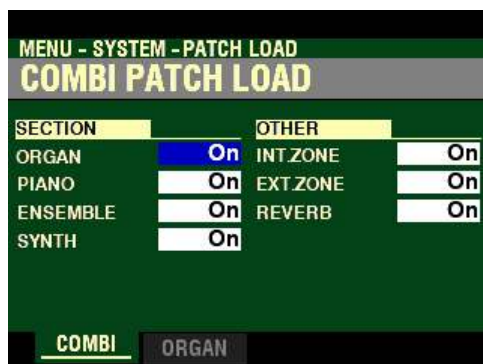 MENU - SYSTEM - PATCH LOAD
COMBI PATCH LOAD
SECTION
ORGAN On
PIANO On
ENSEMBLE On
SYNTH On
OTHER
INT.ZONE On
EXT.ZONE On
REVERB On
COMBI ORGAN